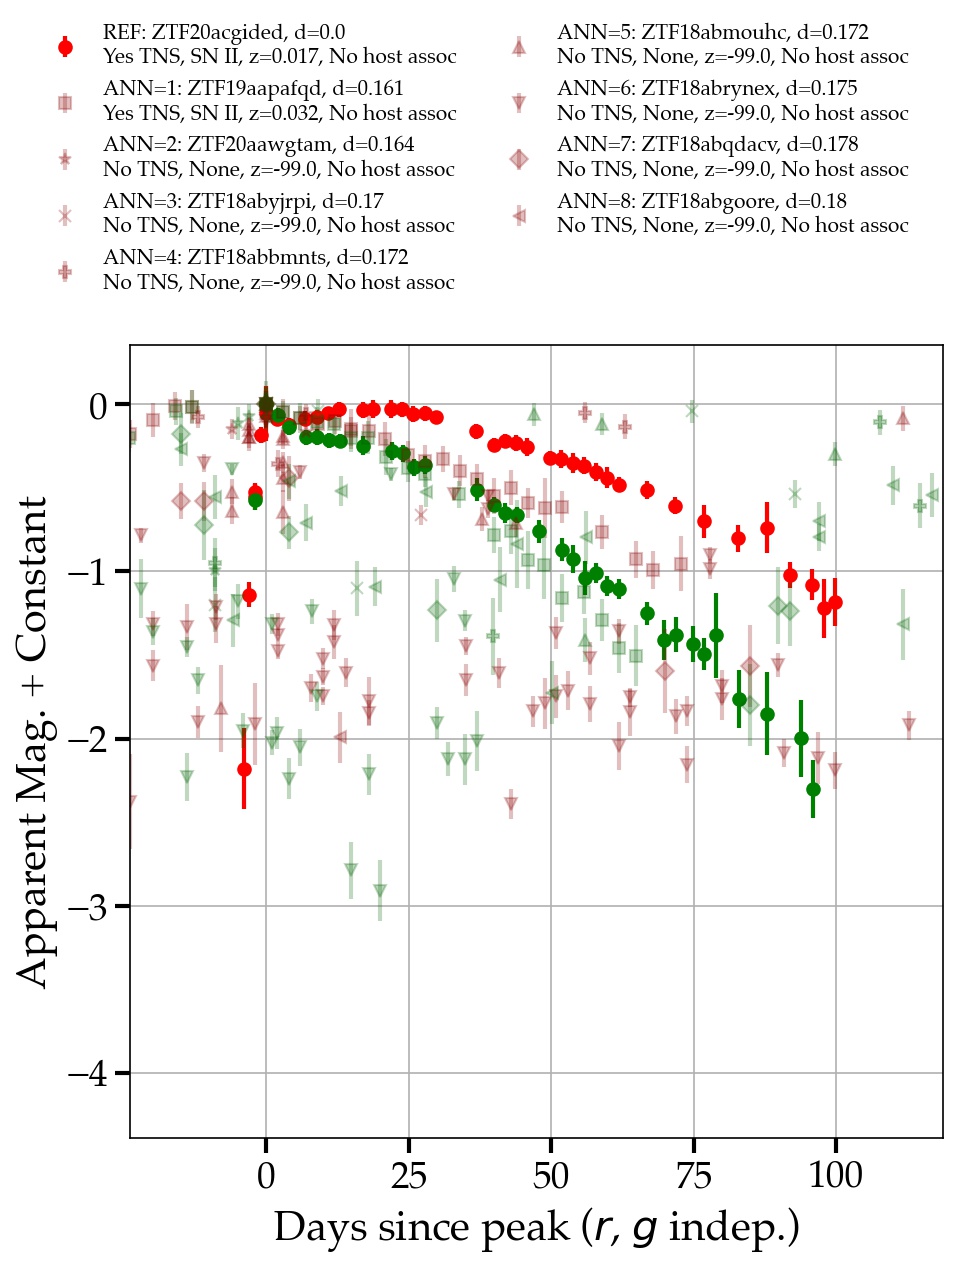 REF: ZTF20acgided, d=0.0
Yes TNS, SN II, z=0.017, No host assoc
ANN=1: ZTF19aapafqd, d=0.161
Yes TNS, SN II, z=0.032, No host assoc
ANN=2: ZTF20aawgtam, d=0.164
No TNS, None, z=-99.0, No host assoc
ANN=3: ZTF18abyjrpi, d=0.17
No TNS, None, z=-99.0, No host assoc
ANN=4: ZTF18abbmnts, d=0.172
No TNS, None, z=-99.0, No host assoc
ANN=5: ZTF18abmouhc, d=0.172
No TNS, None, z=-99.0, No host assoc
ANN=6: ZTF18abrynex, d=0.175
No TNS, None, z=-99.0, No host assoc
ANN=7: ZTF18abqdacv, d=0.178
No TNS, None, z=-99.0, No host assoc
ANN=8: ZTF18abgoore, d=0.18
No TNS, None, z=-99.0, No host assoc
Apparent Mag. + Constant
0
−1
−2
−3
−4
0 25 50 75 100
Days since peak (r, g indep.)